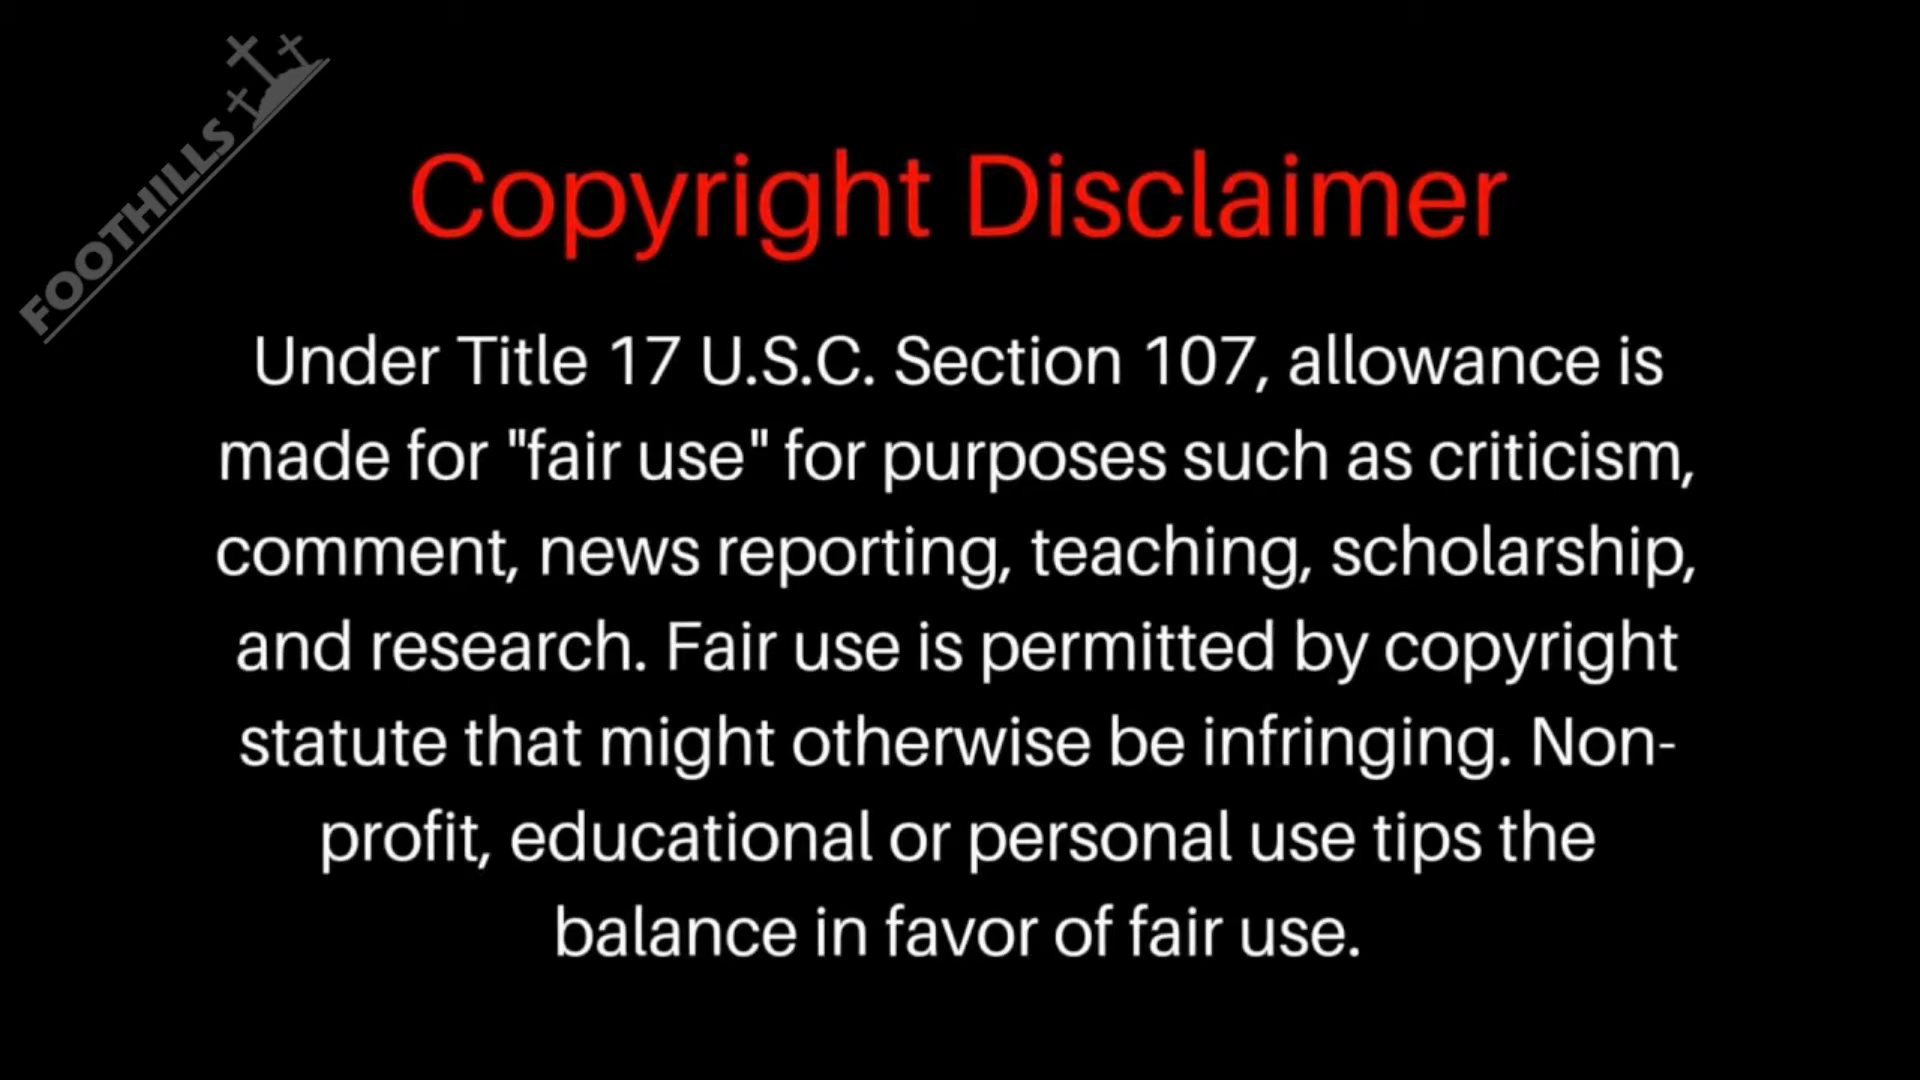 FOOTHILLS
Copyright Disclaimer
Under Title 17 U.S.C. Section 107, allowance is
made for "fair use" for purposes such as criticism,
comment, news reporting, teaching, scholarship,
and research. Fair use is permitted by copyright
statute that might otherwise be infringing. Non-
profit, educational or personal use tips the
balance in favor of fair use.